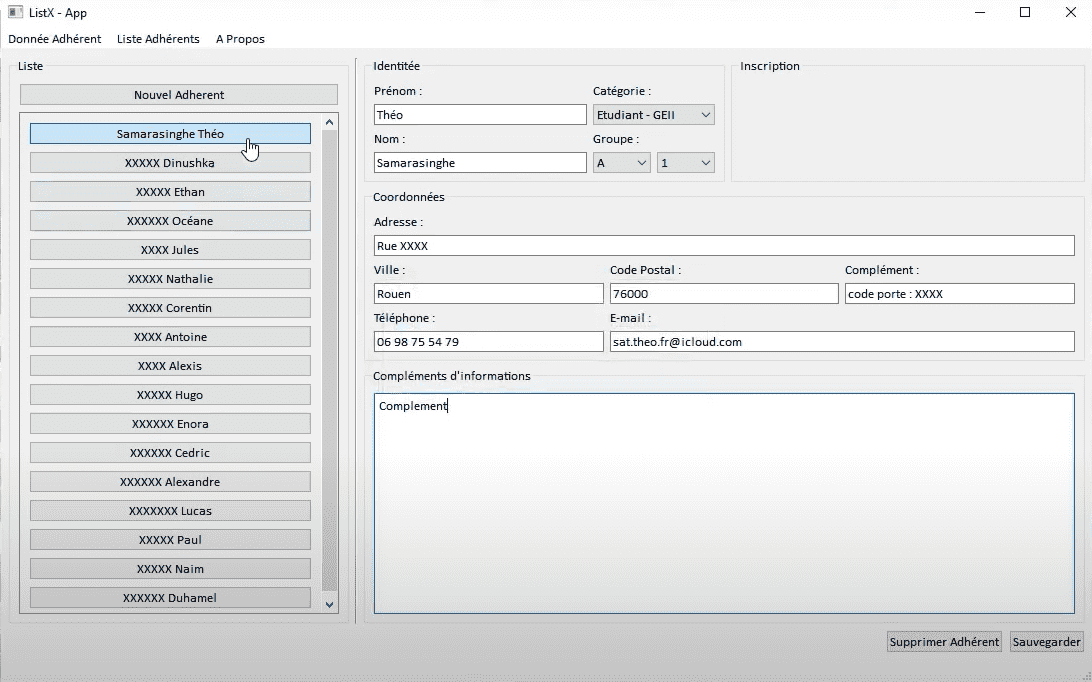 ListX - App
Donnée Adhérent Liste Adhérents A Propos
Liste
Nouvel Adherent
Samarasinghe Théo
XXXXX Dinushka
XXXXX Ethan
XXXXXX Océane
XXXX Jules
XXXXX Nathalie
XXXXX Corentin
XXXX Antoine
XXXX Alexis
XXXXX Hugo
XXXXXX Enora
XXXXXX Cedric
XXXXXX Alexandre
XXXXXXX Lucas
XXXXX Paul
XXXXX Naim
XXXXXX Duhamel
Identitée
Prénom : Catégorie :
Théo Etudiant - GEII
Nom : Groupe :
Samarasinghe A 1
Inscription
Coordonnées
Adresse :
Rue XXXX
Ville : Code Postal : Complément :
Rouen 76000 code porte : XXXX
Téléphone : E-mail :
06 98 75 54 79 sat.theo.fr@icloud.com
Compléments d'informations
Complement
Supprimer Adhérent Sauvegarder